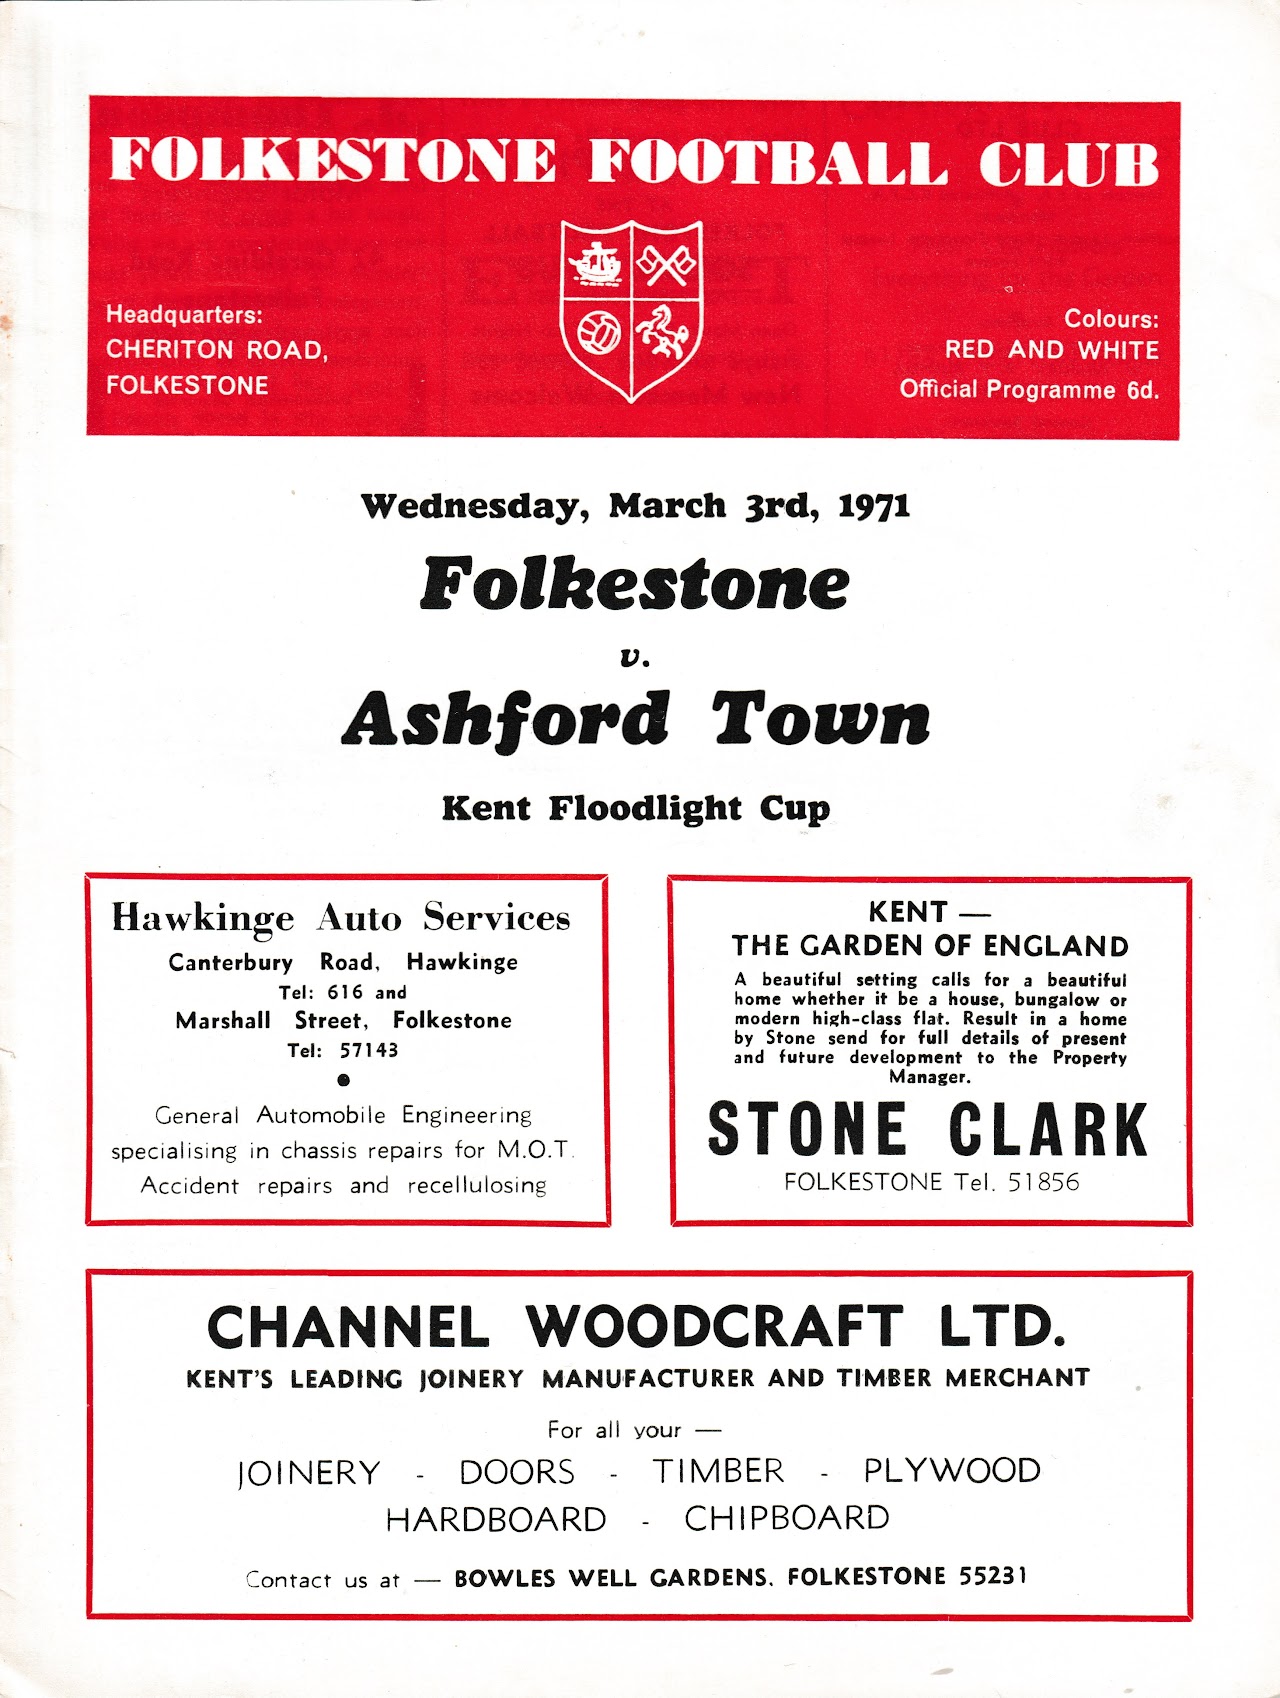 FOLKESTONE FOOTBALL CLUB
Headquarters:
CHERITON ROAD,
FOLKESTONE
Colours:
RED AND WHITE
Official Programme 6d.
Wednesday, March 3rd, 1971
Folkestone
v.
Ashford Town
Kent Floodlight Cup
Hawkinge Auto Services
Canterbury Road, Hawkinge
Tel: 616 and
Marshall Street, Folkestone
Tel: 57143
General Automobile Engineering
specialising in chassis repairs for M.O.T.
Accident repairs and recellulosing
KENT —
THE GARDEN OF ENGLAND
A beautiful setting calls for a beautiful
home whether it be a house, bungalow or
modern high-class flat. Result in a home
by Stone send for full details of present
and future development to the Property
Manager.
STONE CLARK
FOLKESTONE Tel. 51856
CHANNEL WOODCRAFT LTD.
KENT'S LEADING JOINERY MANUFACTURER AND TIMBER MERCHANT
For all your —
JOINERY - DOORS - TIMBER - PLYWOOD
HARDBOARD - CHIPBOARD
Contact us at — BOWLES WELL GARDENS. FOLKESTONE 55231